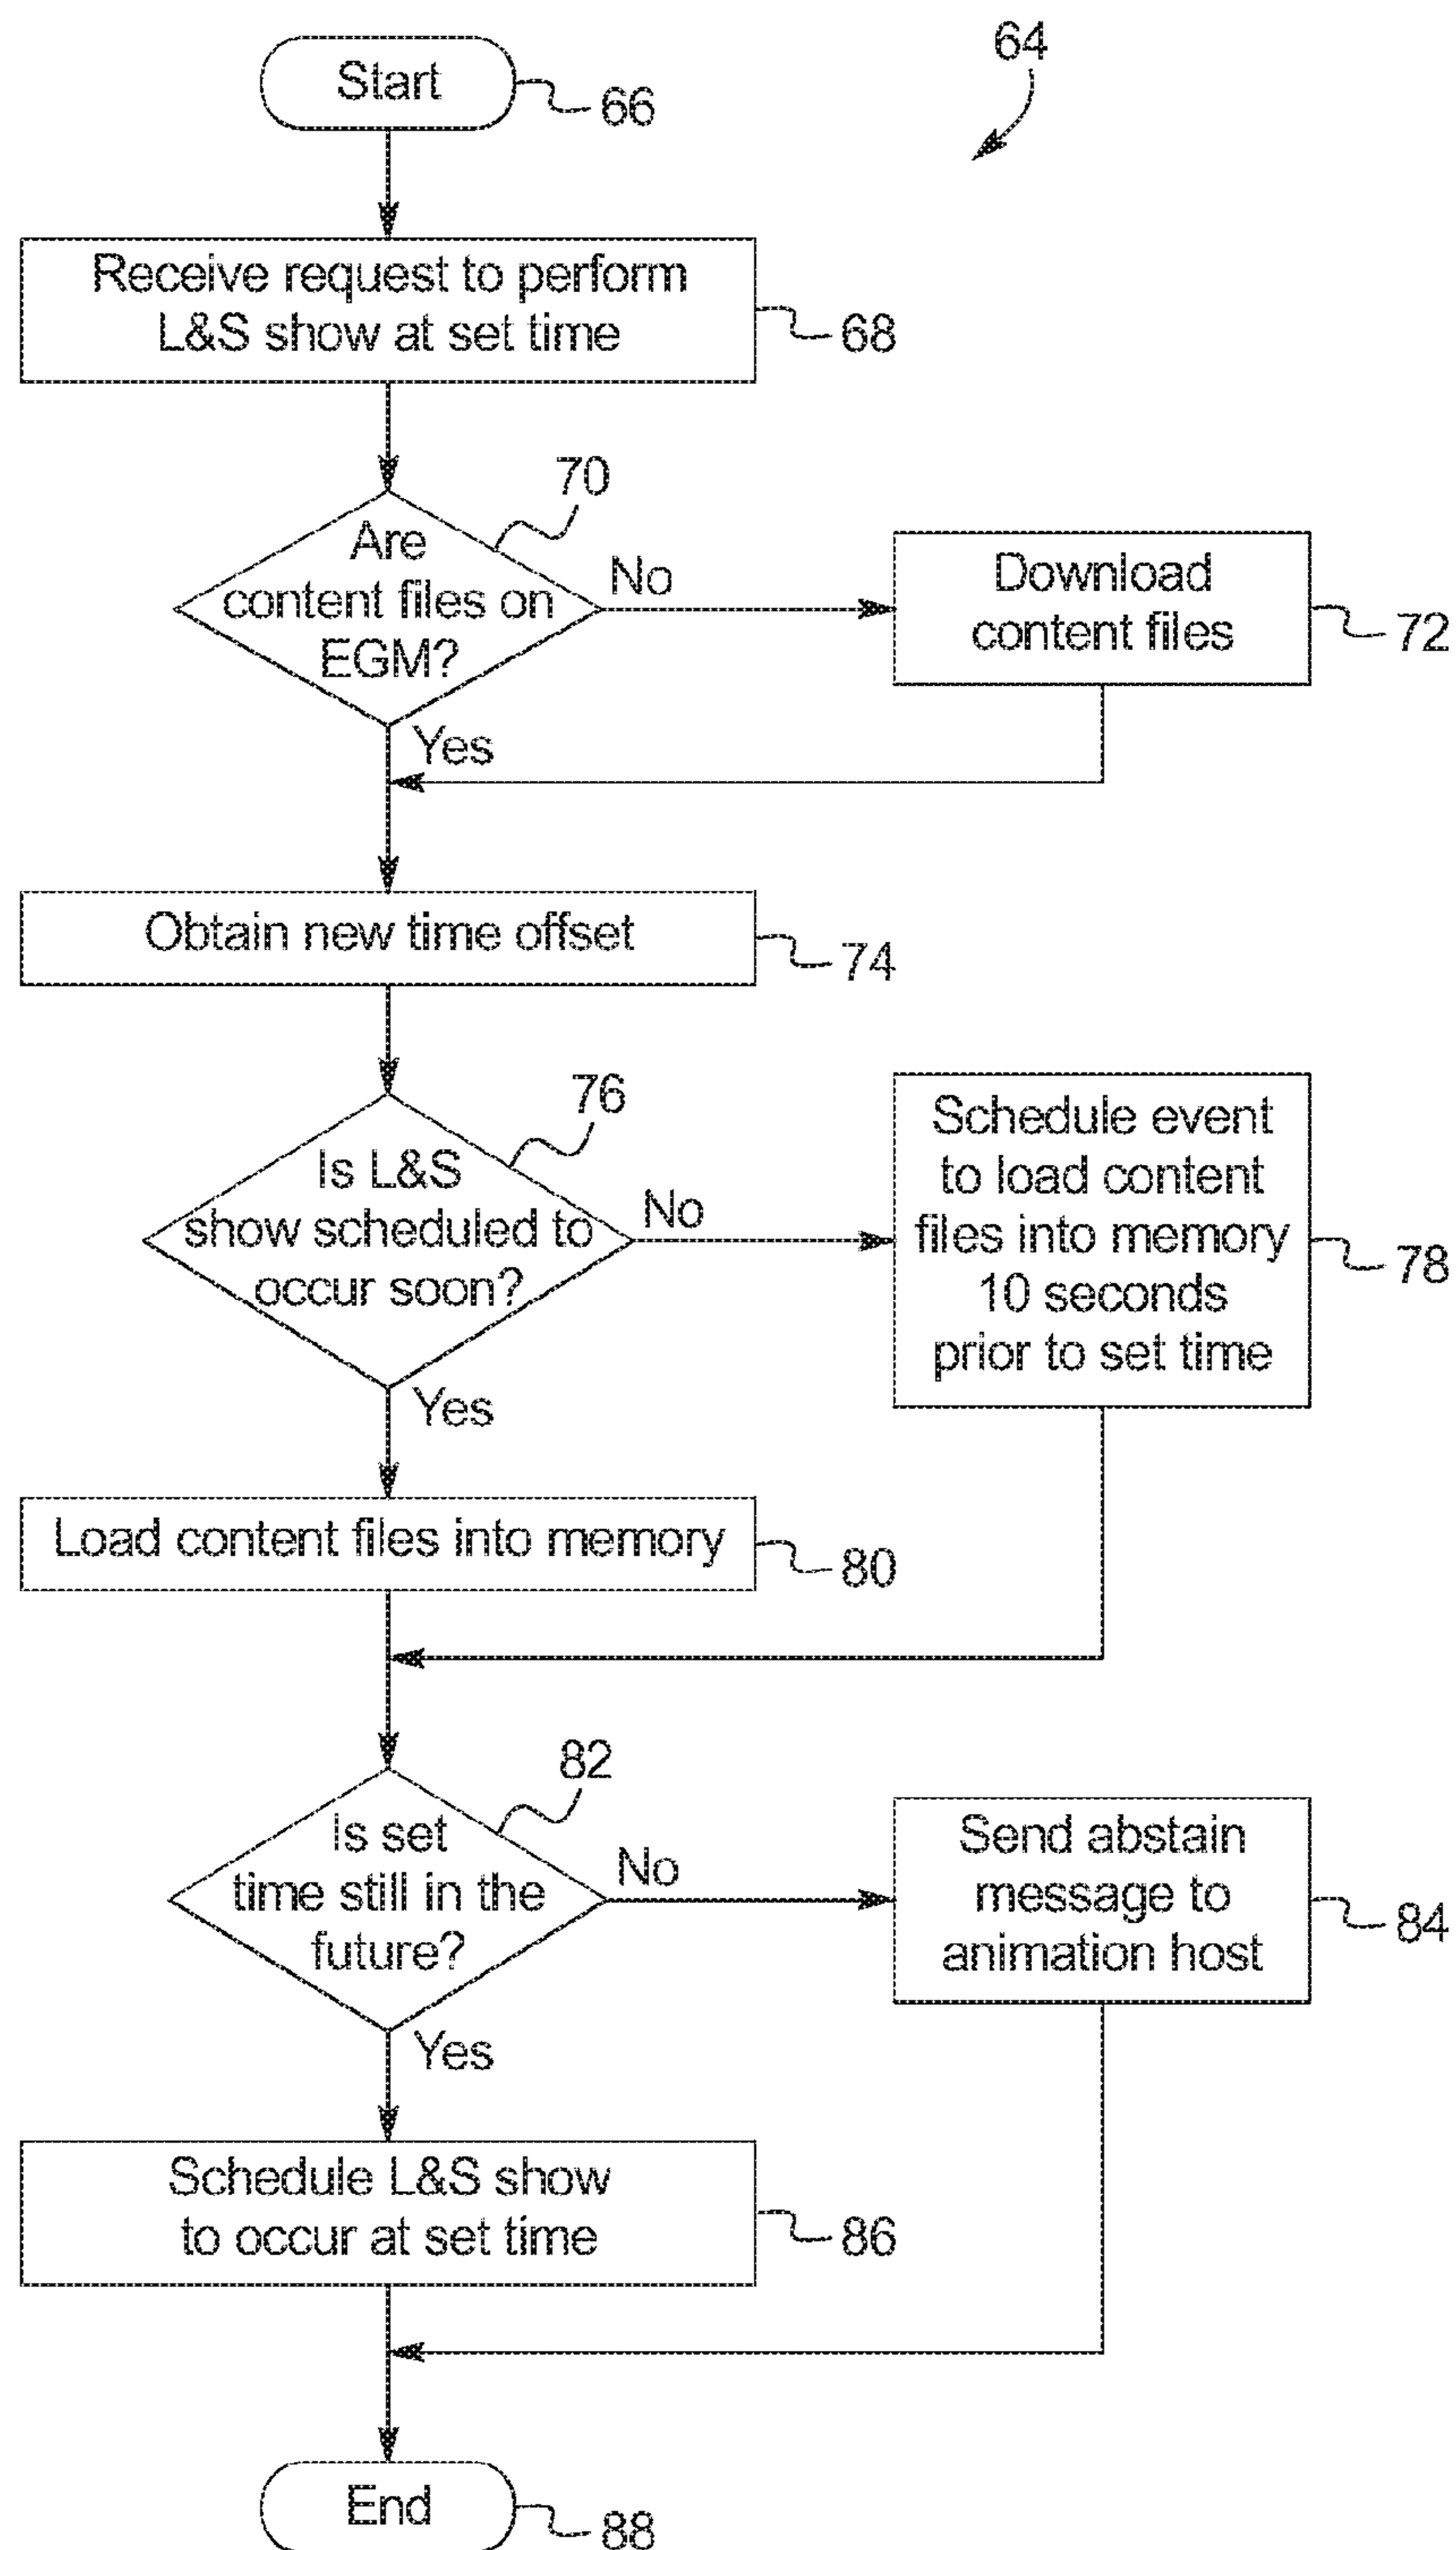 64
Start
66
Receive request to perform
L&S show at set time
68
70
Are
content files on
EGM?
No
Download
content files
72
Yes
Obtain new time offset
74
76
Is L&S
show scheduled to
occur soon?
No
Schedule event
to load content
files into memory
10 seconds
prior to set time
78
Yes
Load content files into memory
80
82
Is set
time still in the
future?
No
Send abstain
message to
animation host
84
Yes
Schedule L&S show
to occur at set time
86
End
88